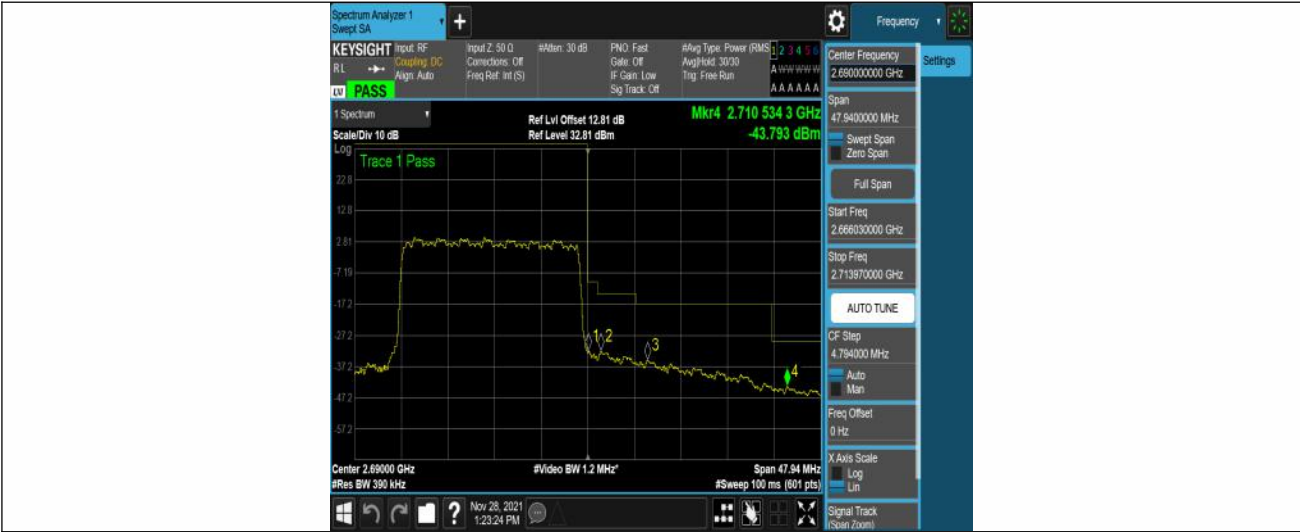 Spectrum Analyzer 1
Swept SA
+
Frequency
KEYSIGHT
RL
PASS
Input: RF
Coupling: DC
Align: Auto
Input Z: 50 Ω
Corrections: Off
Freq Ref: Int (S)
#Atten: 30 dB
PNO: Fast
Gate: Off
IF Gain: Low
Sig Track: Off
#Avg Type: Power (RMS
Avg|Hold: 30/30
Trig: Free Run
1 2 3 4 5 6
A W W W W W
A A A A A A
1 Spectrum
Scale/Div 10 dB
Ref Lvl Offset 12.81 dB
Ref Level 32.81 dBm
Mkr4 2.710 534 3 GHz
-43.793 dBm
Log
Trace 1 Pass
22.8
12.8
2.81
-7.19
-17.2
-27.2
-37.2
-47.2
-57.2
1
2
3
4
Center 2.69000 GHz
#Res BW 390 kHz
#Video BW 1.2 MHz*
Span 47.94 MHz
#Sweep 100 ms (601 pts)
Center Frequency
2.690000000 GHz
Settings
Span
47.9400000 MHz
Swept Span
Zero Span
Full Span
Start Freq
2.666030000 GHz
Stop Freq
2.713970000 GHz
AUTO TUNE
CF Step
4.794000 MHz
Auto
Man
Freq Offset
0 Hz
X Axis Scale
Log
Lin
Signal Track
(Span Zoom)
?
Nov 28, 2021
1:23:24 PM